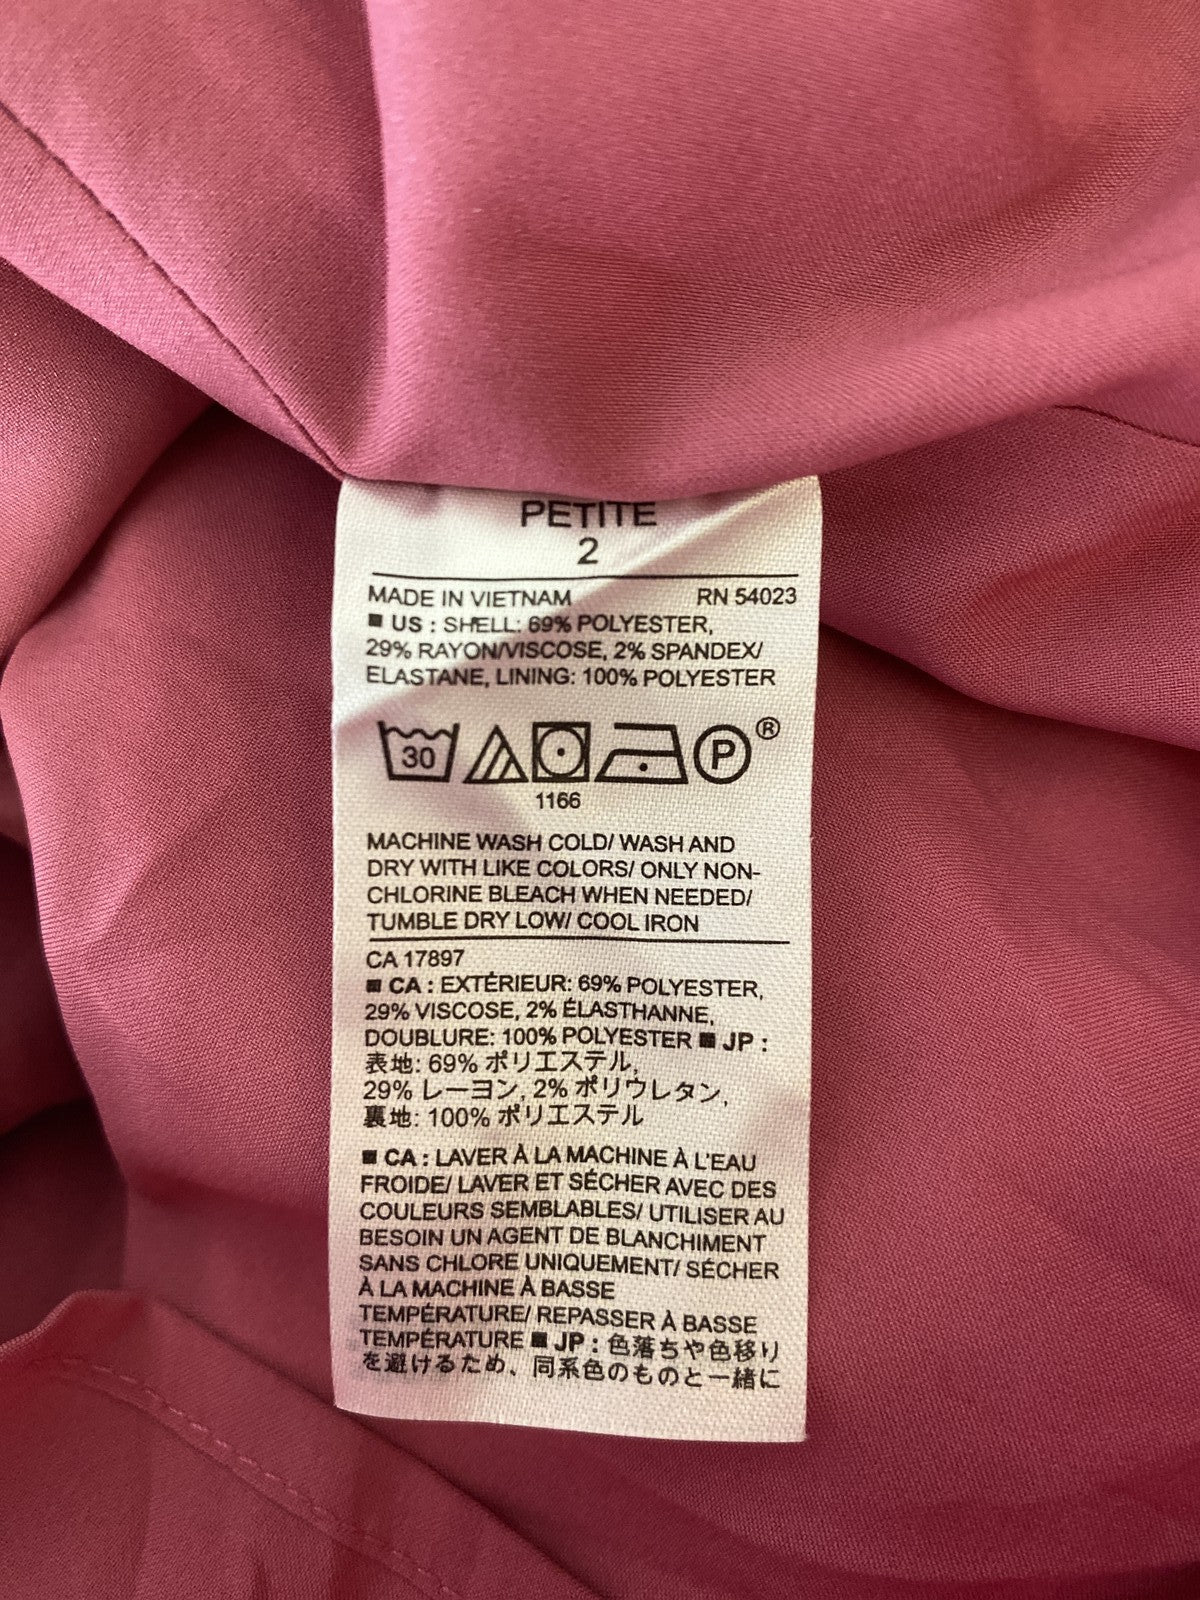 PETITE
2
MADE IN VIETNAM RN 54023
■ US : SHELL: 69% POLYESTER,
29% RAYON/VISCOSE, 2% SPANDEX/
ELASTANE, LINING: 100% POLYESTER
30 P ®
1166
MACHINE WASH COLD/ WASH AND
DRY WITH LIKE COLORS/ ONLY NON-
CHLORINE BLEACH WHEN NEEDED/
TUMBLE DRY LOW/ COOL IRON
CA 17897
■ CA : EXTÉRIEUR: 69% POLYESTER,
29% VISCOSE, 2% ÉLASTHANNE,
DOUBLURE: 100% POLYESTER ■ JP :
表地: 69% ポリエステル,
29% レーヨン, 2% ポリウレタン,
裏地: 100% ポリエステル
■ CA : LAVER À LA MACHINE À L'EAU
FROIDE/ LAVER ET SÉCHER AVEC DES
COULEURS SEMBLABLES/ UTILISER AU
BESOIN UN AGENT DE BLANCHIMENT
SANS CHLORE UNIQUEMENT/ SÉCHER
À LA MACHINE À BASSE
TEMPÉRATURE/ REPASSER À BASSE
TEMPÉRATURE ■ JP : 色落ちや色移り
を避けるため、同系色のものと一緒に